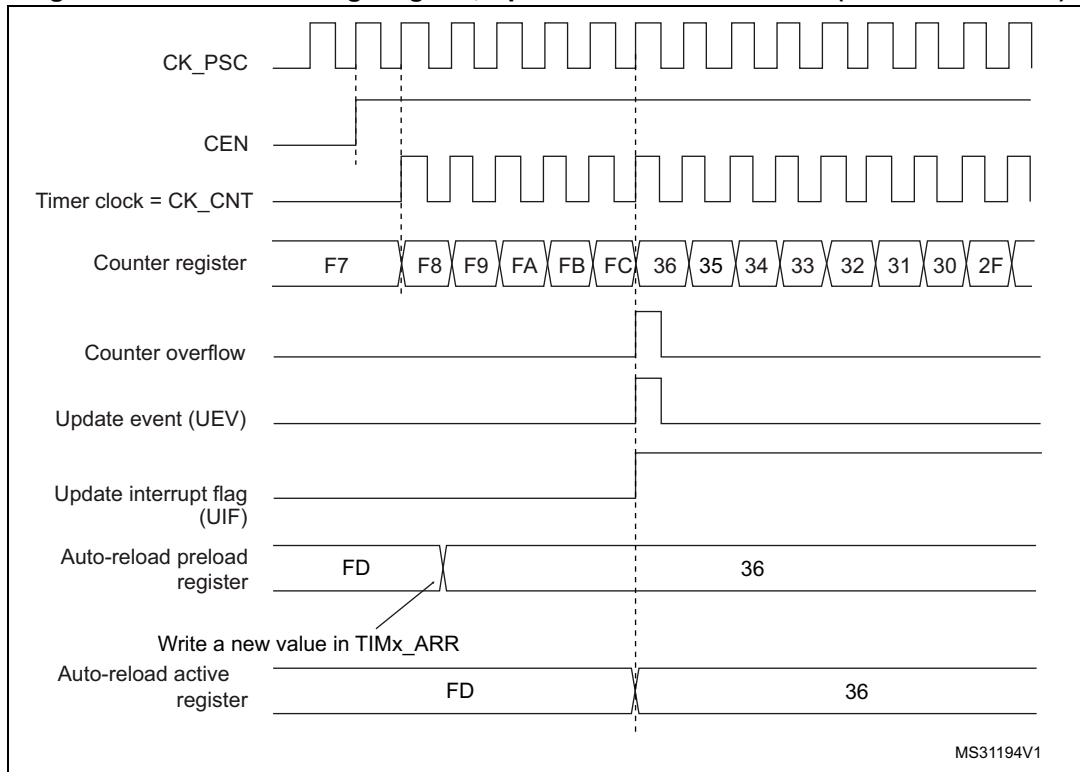 CK_PSC
CEN
Timer clock = CK_CNT
Counter register
F7 F8 F9 FA FB FC 36 35 34 33 32 31 30 2F
Counter overflow
Update event (UEV)
Update interrupt flag
(UIF)
Auto-reload preload
register
FD 36
Write a new value in TIMx_ARR
Auto-reload active
register
FD 36
MS31194V1